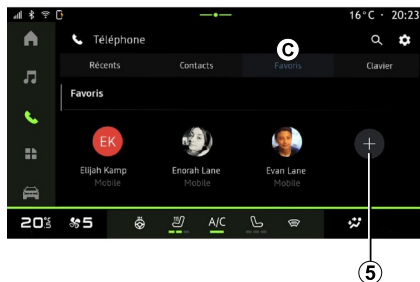 16°C · 20:23
Téléphone
C
Récents Contacts Favoris Clavier
Favoris
EK
Elijah Kamp Enorah Lane Evan Lane
Mobile Mobile Mobile
20.5 5 A/C
5